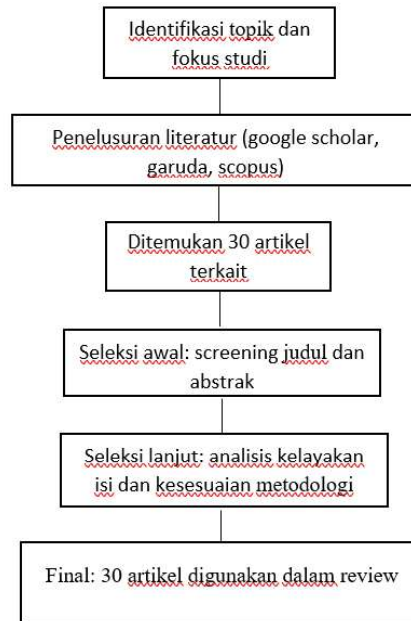 Identifikasi topik dan
fokus studi
Penelusuran literatur (google scholar,
garuda, scopus)
Ditemukan 30 artikel
terkait
Seleksi awal: screening judul dan
abstrak
Seleksi lanjut: analisis kelayakan
isi dan kesesuaian metodologi
Final: 30 artikel digunakan dalam review